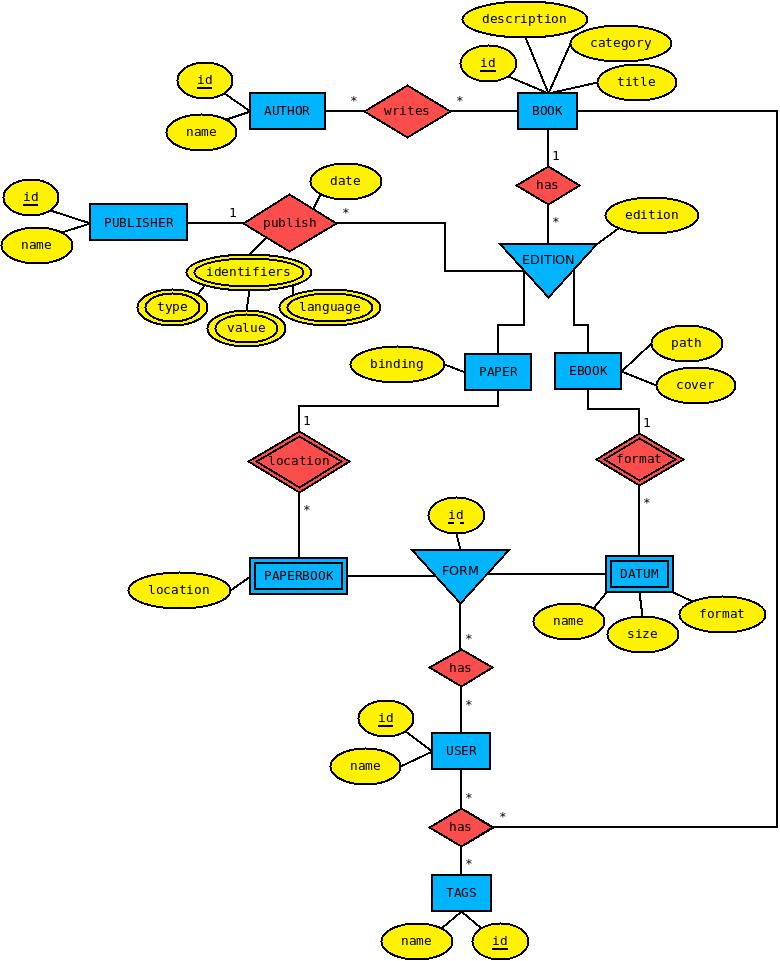 description
category
id
title
id
AUTHOR
*
writes
*
BOOK
name
1
has
date
id
PUBLISHER
1
publish
*
*
edition
name
EDITION
identifiers
type
value
language
binding
PAPER
EBOOK
path
cover
1
1
location
format
*
*
id
location
PAPERBOOK
FORM
DATUM
name
size
format
*
has
*
id
USER
name
*
*
has
*
TAGS
name
id